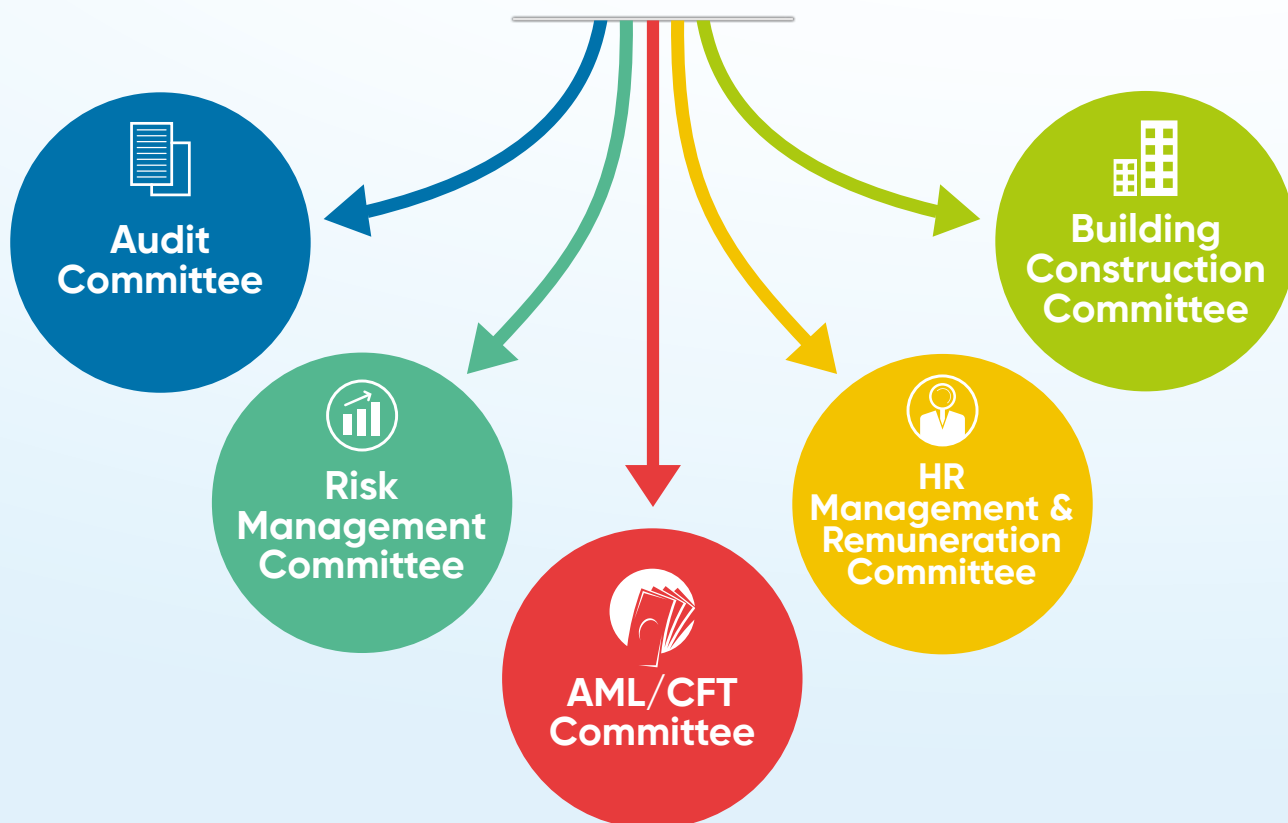 Audit
Committee
Risk
Management
Committee
AML/CFT
Committee
HR
Management &
Remuneration
Committee
Building
Construction
Committee